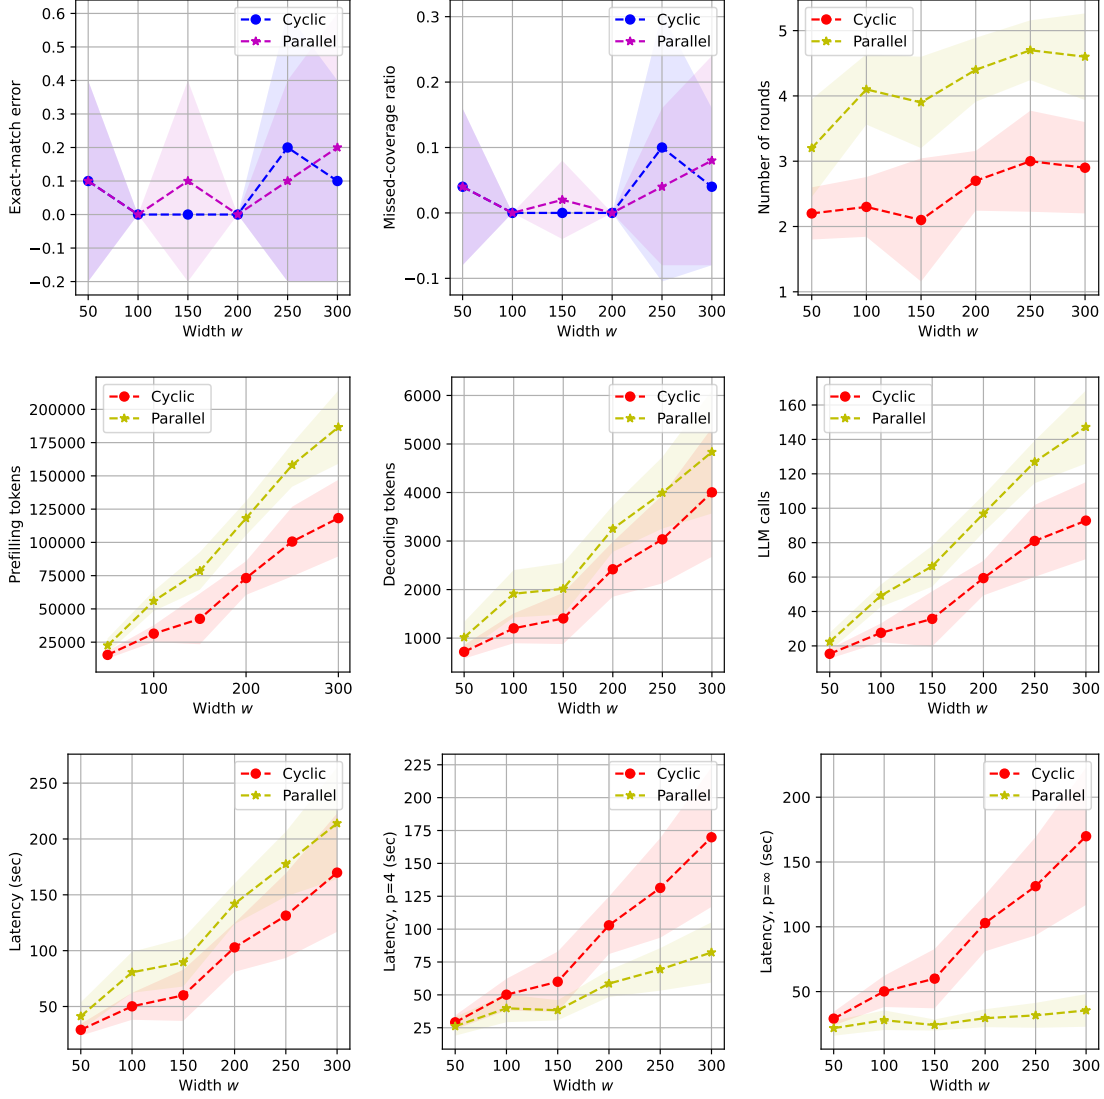 Exact-match error
0.6
0.5
0.4
0.3
0.2
0.1
0.0
−0.1
−0.2
Cyclic
Parallel
50 100 150 200 250 300
Width w
Missed-coverage ratio
0.3
0.2
0.1
0.0
−0.1
Cyclic
Parallel
50 100 150 200 250 300
Width w
Number of rounds
5
4
3
2
1
Cyclic
Parallel
50 100 150 200 250 300
Width w
Prefilling tokens
200000
175000
150000
125000
100000
75000
50000
25000
Cyclic
Parallel
100 200 300
Width w
Decoding tokens
6000
5000
4000
3000
2000
1000
Cyclic
Parallel
50 100 150 200 250 300
Width w
LLM calls
160
140
120
100
80
60
40
20
Cyclic
Parallel
50 100 150 200 250 300
Width w
Latency (sec)
250
200
150
100
50
Cyclic
Parallel
50 100 150 200 250 300
Width w
Latency, p=4 (sec)
225
200
175
150
125
100
75
50
25
Cyclic
Parallel
50 100 150 200 250 300
Width w
Latency, p=∞ (sec)
200
150
100
50
Cyclic
Parallel
50 100 150 200 250 300
Width w